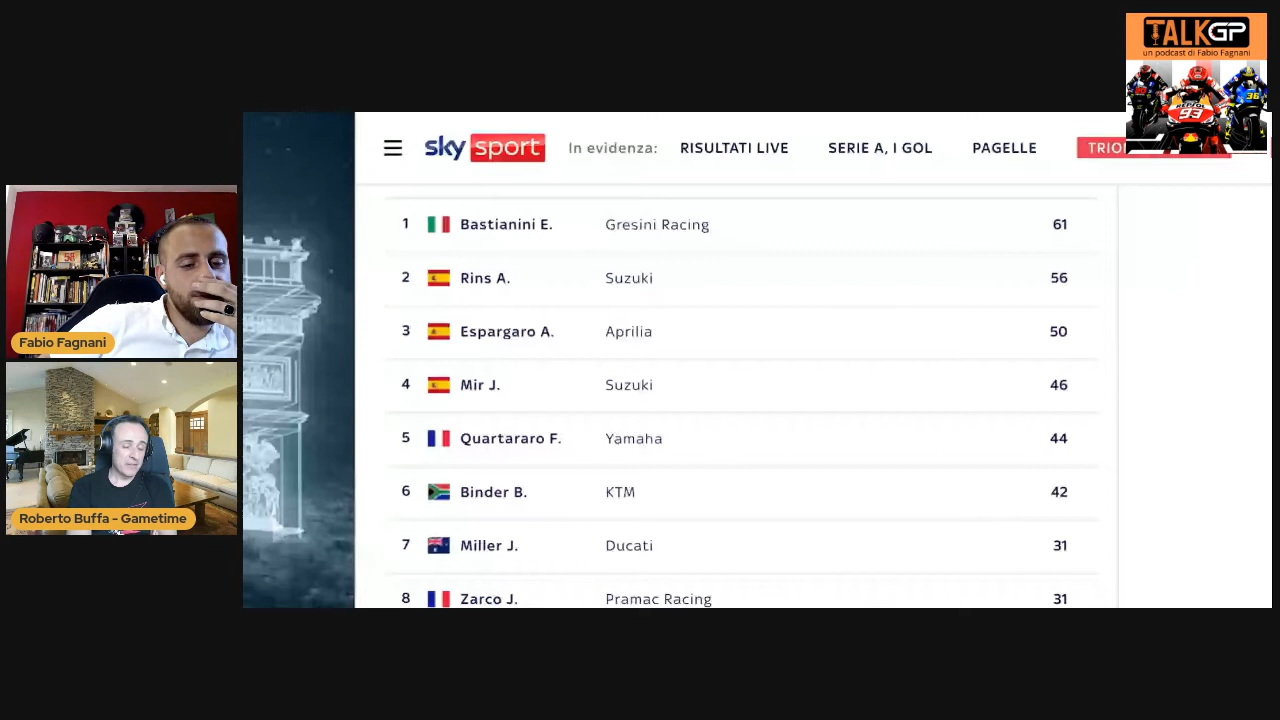 TALKGP
un podcast di Fabio Fagnani
93
36
sky sport
In evidenza:
RISULTATI LIVE
SERIE A, I GOL
PAGELLE
1 Bastianini E. Gresini Racing 61
2 Rins A. Suzuki 56
3 Espargaro A. Aprilia 50
4 Mir J. Suzuki 46
5 Quartararo F. Yamaha 44
6 Binder B. KTM 42
7 Miller J. Ducati 31
8 Zarco J. Pramac Racing 31
Fabio Fagnani
Roberto Buffa - Gametime